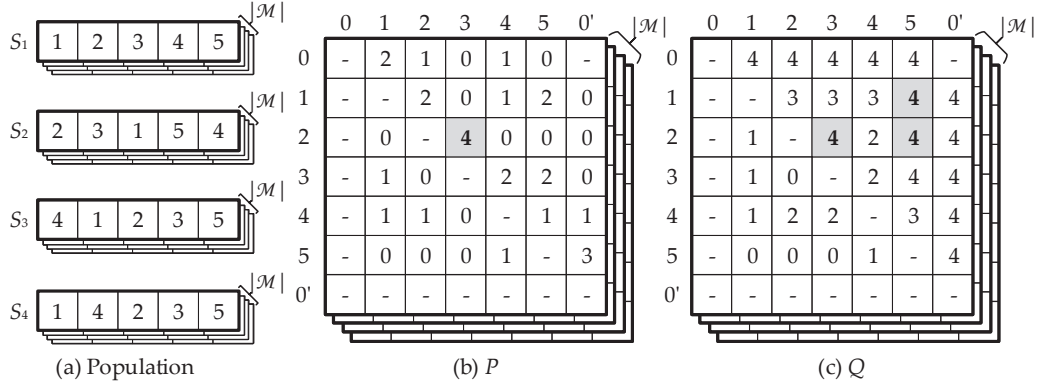 S1 1 2 3 4 5 |ℳ|
S2 2 3 1 5 4 |ℳ|
S3 4 1 2 3 5 |ℳ|
S4 1 4 2 3 5 |ℳ|
(a) Population
0 1 2 3 4 5 0' |ℳ|
0 - 2 1 0 1 0 -
1 - - 2 0 1 2 0
2 - 0 - 4 0 0 0
3 - 1 0 - 2 2 0
4 - 1 1 0 - 1 1
5 - 0 0 0 1 - 3
0' - - - - - - -
(b) P
0 1 2 3 4 5 0' |ℳ|
0 - 4 4 4 4 4 -
1 - - 3 3 3 4 4
2 - 1 - 4 2 4 4
3 - 1 0 - 2 4 4
4 - 1 2 2 - 3 4
5 - 0 0 0 1 - 4
0' - - - - - - -
(c) Q